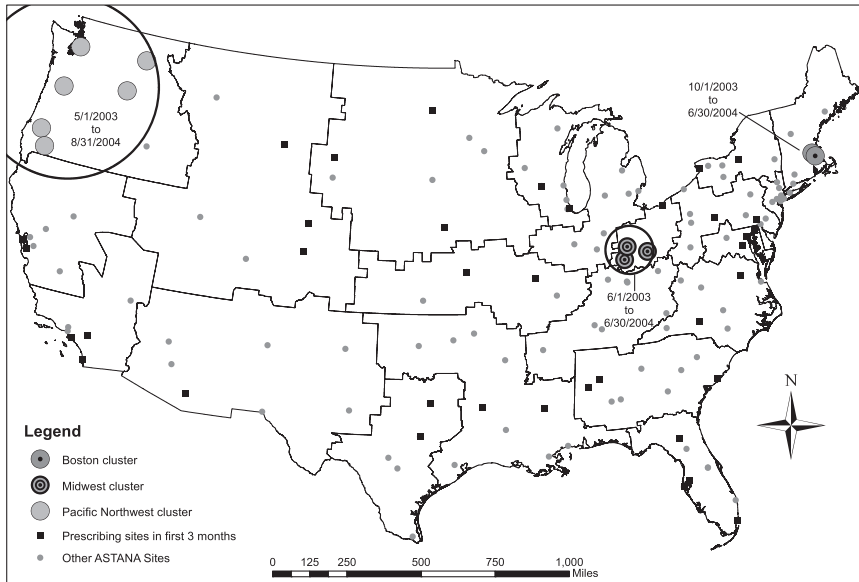 5/1/2003
to
8/31/2004
10/1/2003
to
6/30/2004
6/1/2003
to
6/30/2004
N
Legend
Boston cluster
Midwest cluster
Pacific Northwest cluster
Prescribing sites in first 3 months
Other ASTANA Sites
0 125 250 500 750 1,000
Miles